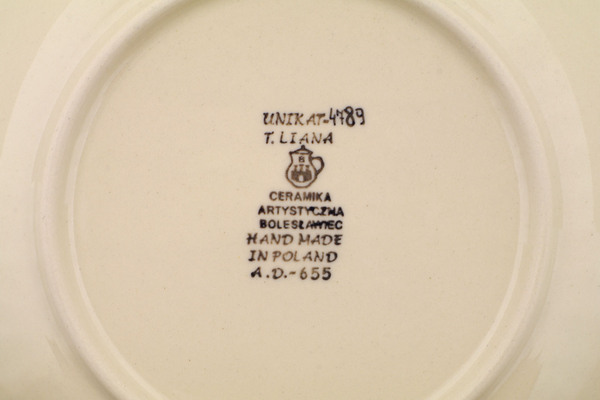 UNIKAT-4789
T. LIANA
B
CERAMIKA
ARTYSTYCZNA
BOLESŁAWIEC
HAND MADE
IN POLAND
A.D.-655